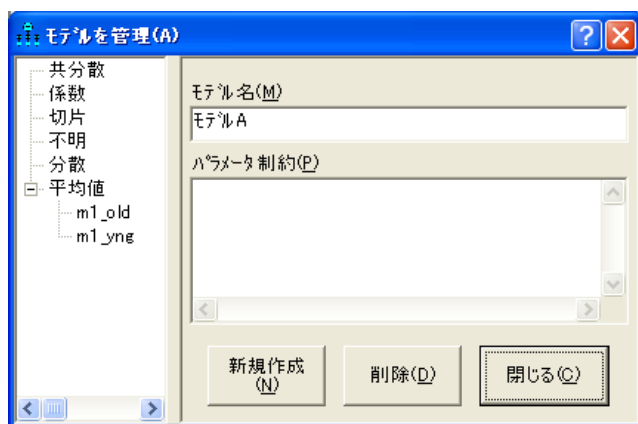 モデルを管理(A)
共分散
係数
切片
不明
分散
平均値
m1_old
m1_yng
モデル名(M)
モデルA
パラメータ制約(P)
新規作成
(N)
削除(D)
閉じる(C)